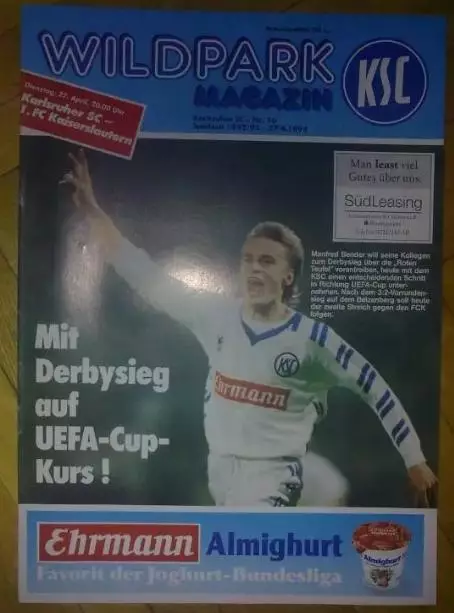 WILDPARK
MAGAZIN
KSC
Dienstag, 27. April, 20.00 Uhr
Karlsruher SC –
1. FC Kaiserslautern
Man least viel
Gutes über uns.
SüdLeasing
Manfred Bender will seine Kollegen
zum Derbysieg über die „Roten
Teufel" vorantreiben, heute mit dem
KSC einen entscheidenden Schritt
in Richtung UEFA-Cup unter-
nehmen. Nach dem 3:2-Vorrunden-
sieg auf dem Betzenberg soll heute
der zweite Streich gegen den FCK
folgen.
KSC
Ehrmann
Mit
Derbysieg
auf
UEFA-Cup-
Kurs !
Ehrmann Almighurt
Favorit der Joghurt-Bundesliga
Almighurt